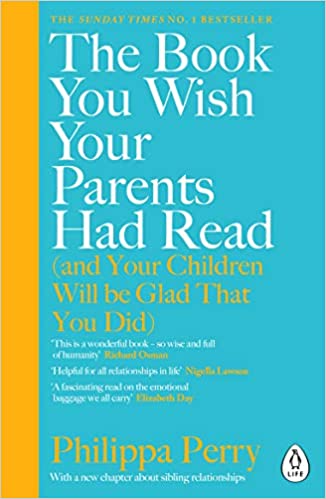 THE SUNDAY TIMES NO. 1 BESTSELLER
The Book
You Wish
Your
Parents
Had Read
(and Your Children
Will be Glad That
You Did)
‘This is a wonderful book – so wise and full
of humanity’ Richard Osman
‘Helpful for all relationships in life’ Nigella Lawson
‘A fascinating read on the emotional
baggage we all carry’ Elizabeth Day
Philippa Perry
With a new chapter about sibling relationships
LIFE